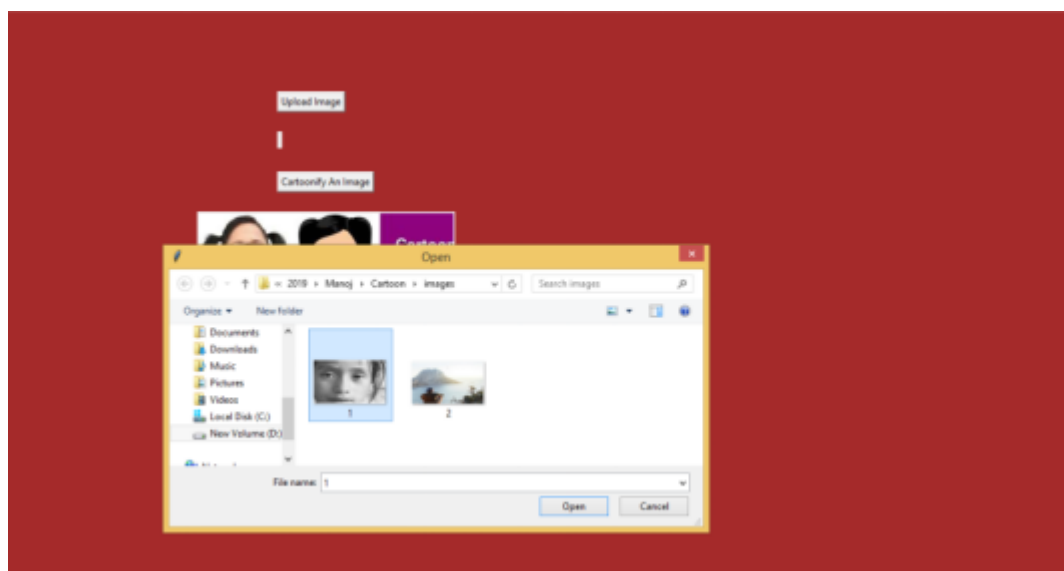 Upload Image
Cartoonify An Image
Cartoon
Open
« 2019 › Manoj › Cartoon › images
Search images
Organize
New folder
Documents
Downloads
Music
Pictures
Videos
Local Disk (C:)
New Volume (D:)
1
2
File name: 1
Open
Cancel